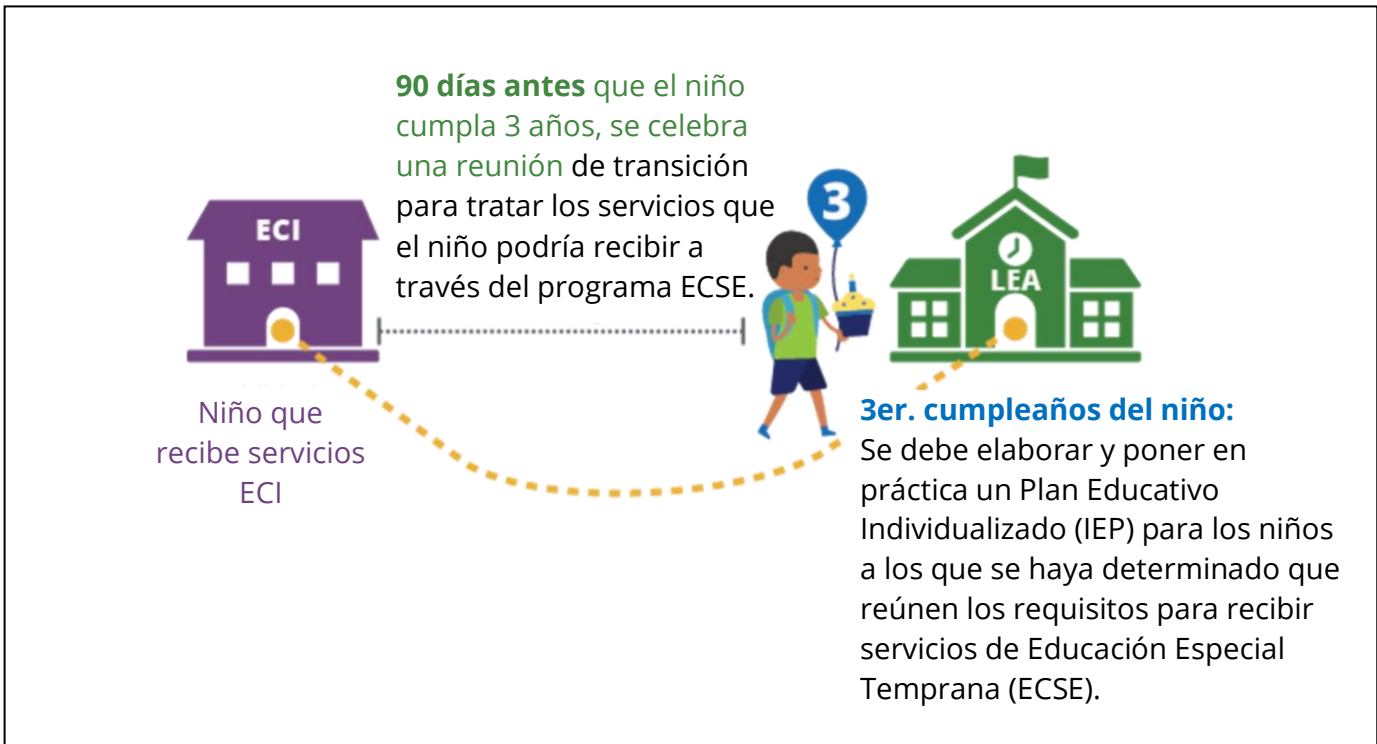 90 días antes que el niño
cumpla 3 años, se celebra
una reunión de transición
para tratar los servicios que
el niño podría recibir a
través del programa ECSE.
ECI
3
LEA
Niño que
recibe servicios
ECI
3er. cumpleaños del niño:
Se debe elaborar y poner en
práctica un Plan Educativo
Individualizado (IEP) para los niños
a los que se haya determinado que
reúnen los requisitos para recibir
servicios de Educación Especial
Temprana (ECSE).